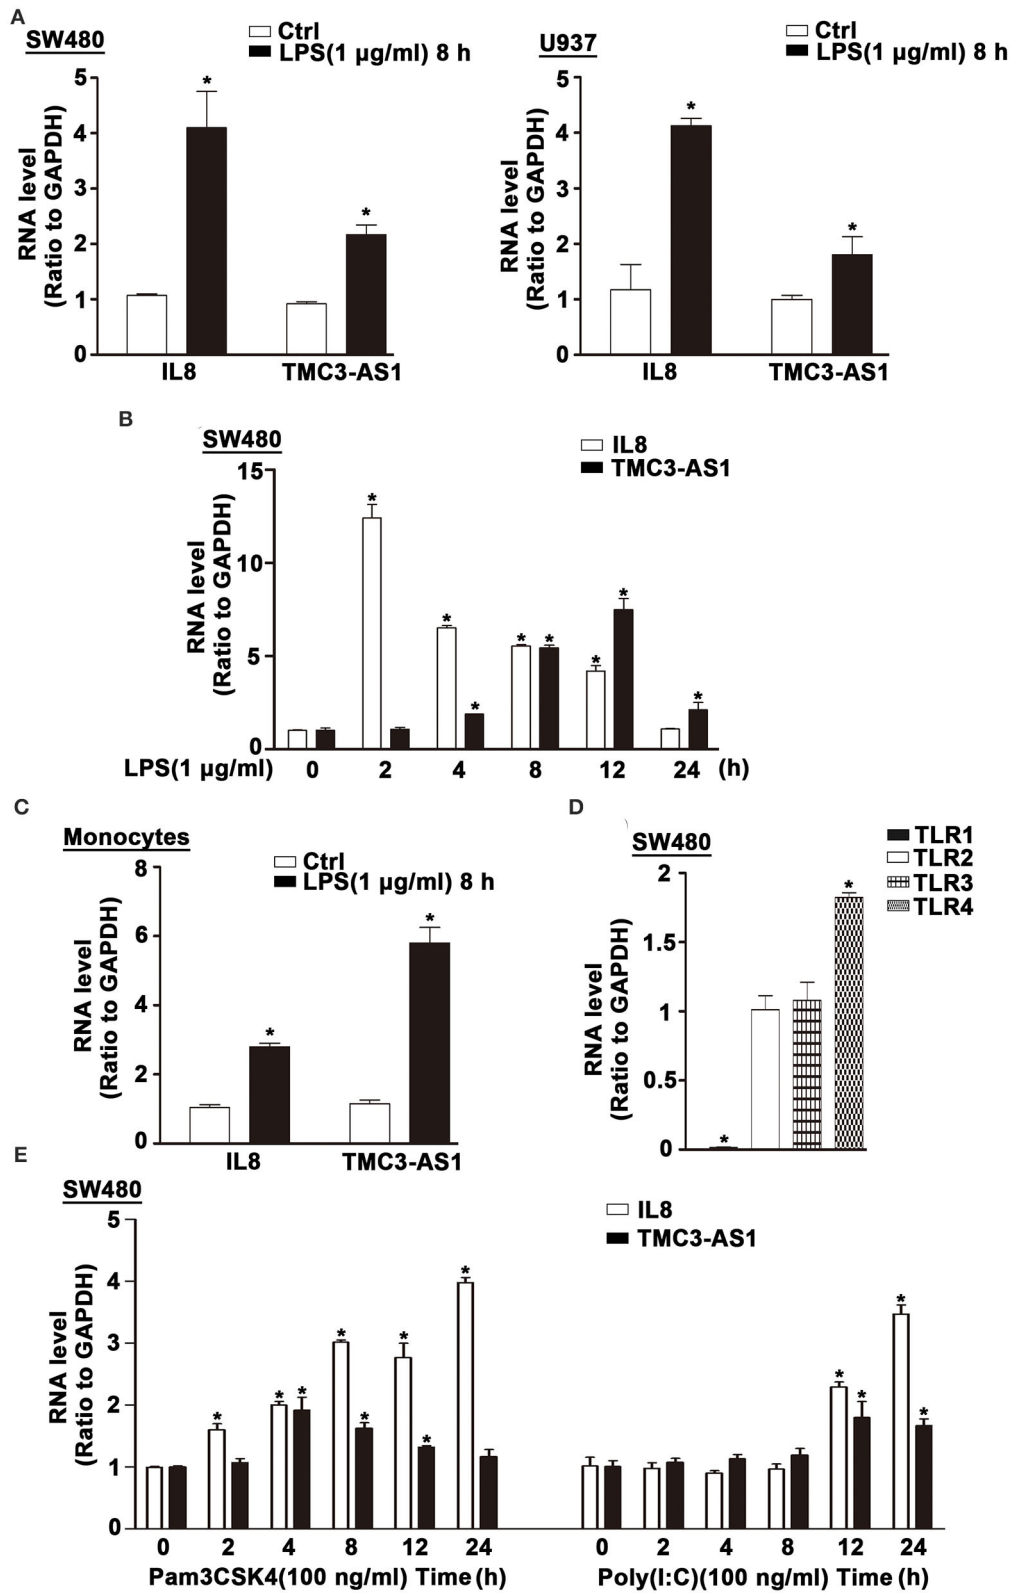 A
SW480
Ctrl
LPS(1 µg/ml) 8 h
RNA level
(Ratio to GAPDH)
5
4
3
2
1
0
*
*
IL8
TMC3-AS1
U937
Ctrl
LPS(1 µg/ml) 8 h
RNA level
(Ratio to GAPDH)
5
4
3
2
1
0
*
*
IL8
TMC3-AS1
B
SW480
IL8
TMC3-AS1
RNA level
(Ratio to GAPDH)
15
10
5
0
*
*
*
*
*
*
*
*
LPS(1 µg/ml) 0 2 4 8 12 24 (h)
C
Monocytes
Ctrl
LPS(1 µg/ml) 8 h
RNA level
(Ratio to GAPDH)
8
6
4
2
0
*
*
IL8
TMC3-AS1
D
SW480
TLR1
TLR2
TLR3
TLR4
RNA level
(Ratio to GAPDH)
2
1.5
1
0.5
0
*
*
E
SW480
IL8
TMC3-AS1
RNA level
(Ratio to GAPDH)
5
4
3
2
1
0
*
*
*
*
*
*
*
*
0 2 4 8 12 24
Pam3CSK4(100 ng/ml) Time (h)
*
*
*
*
0 2 4 8 12 24
Poly(I:C)(100 ng/ml) Time (h)